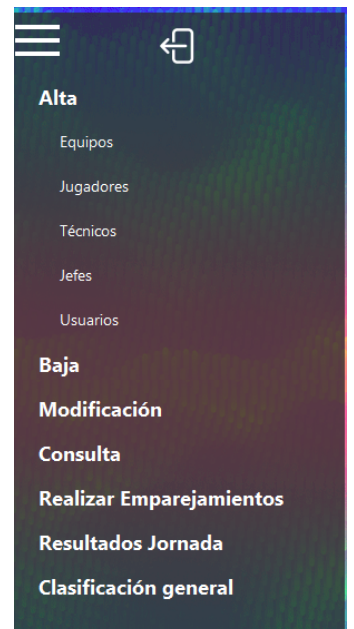 Alta
Equipos
Jugadores
Técnicos
Jefes
Usuarios
Baja
Modificación
Consulta
Realizar Emparejamientos
Resultados Jornada
Clasificación general